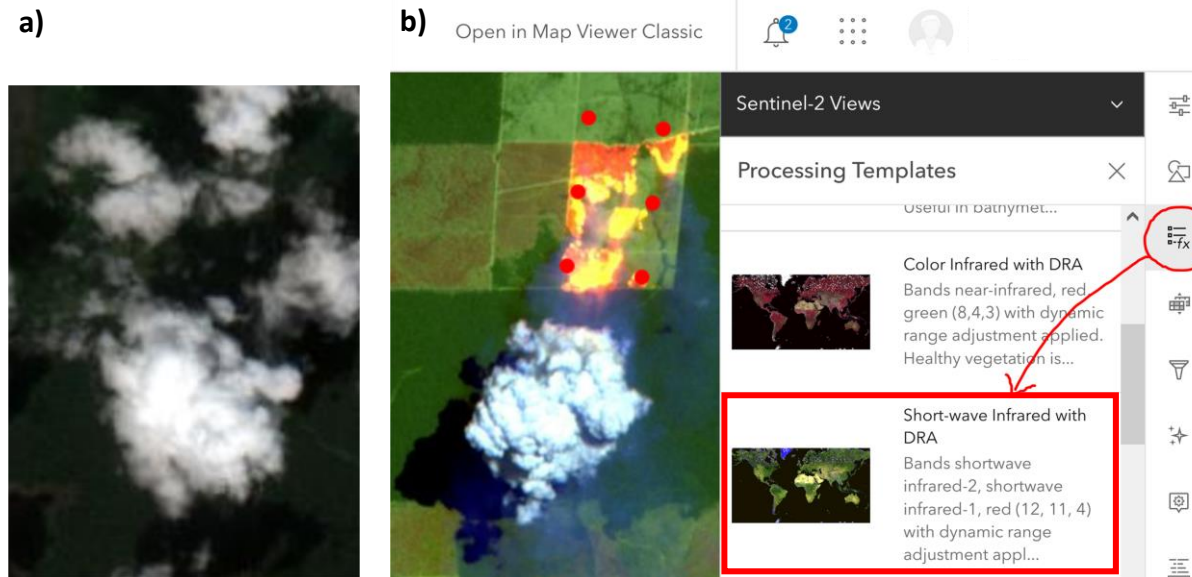 a)
b)
Open in Map Viewer Classic
2
Sentinel-2 Views
Processing Templates
Useful in bathymet...
Color Infrared with DRA
Bands near-infrared, red,
green (8,4,3) with dynamic
range adjustment applied.
Healthy vegetation is...
Short-wave Infrared with
DRA
Bands shortwave
infrared-2, shortwave
infrared-1, red (12, 11, 4)
with dynamic range
adjustment appl...
fx